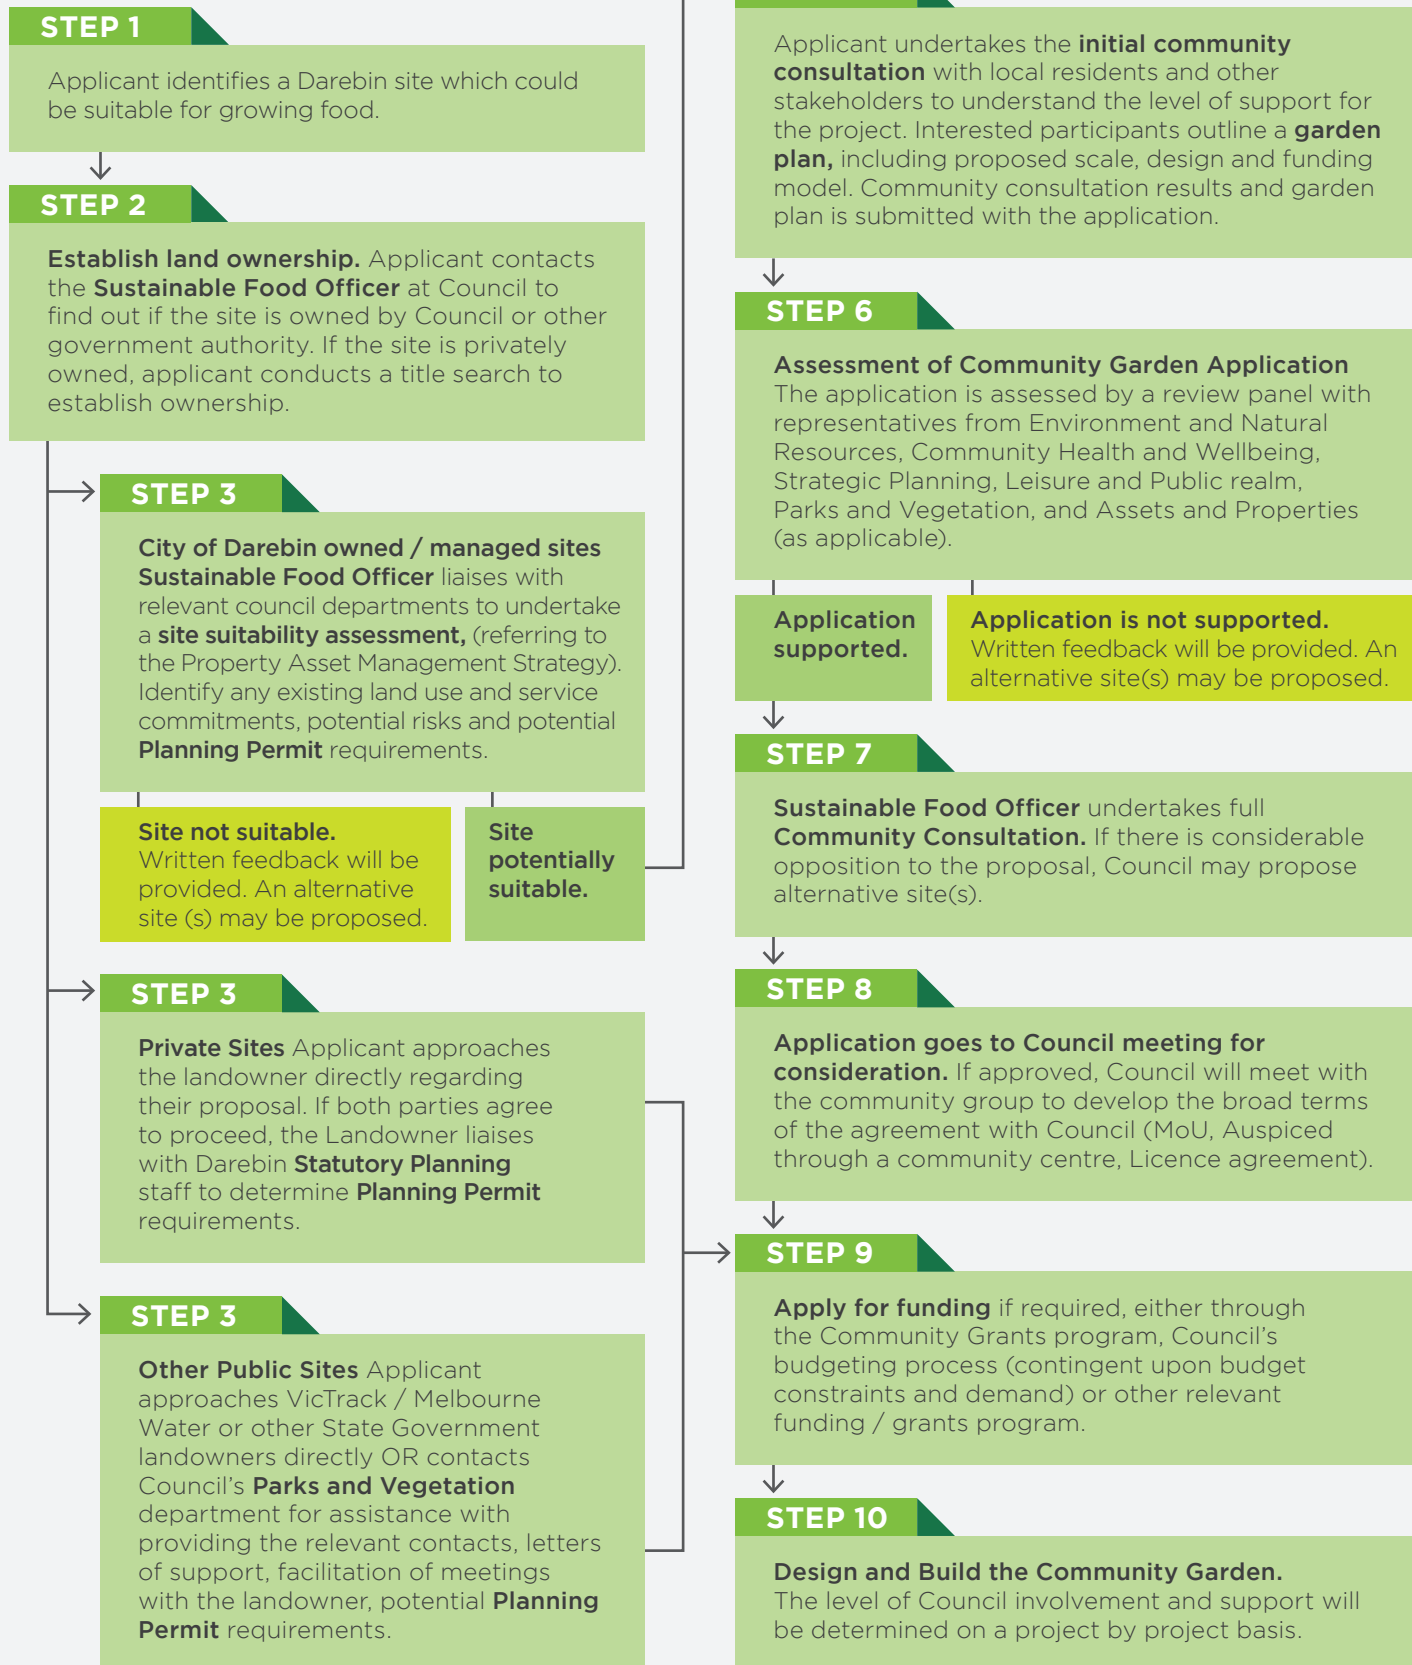 STEP 1
Applicant identifies a Darebin site which could
be suitable for growing food.
STEP 2
Establish land ownership. Applicant contacts
the Sustainable Food Officer at Council to
find out if the site is owned by Council or other
government authority. If the site is privately
owned, applicant conducts a title search to
establish ownership.
STEP 3
City of Darebin owned / managed sites
Sustainable Food Officer liaises with
relevant council departments to undertake
a site suitability assessment, (referring to
the Property Asset Management Strategy).
Identify any existing land use and service
commitments, potential risks and potential
Planning Permit requirements.
Site not suitable.
Written feedback will be
provided. An alternative
site (s) may be proposed.
Site
potentially
suitable.
STEP 3
Private Sites Applicant approaches
the landowner directly regarding
their proposal. If both parties agree
to proceed, the Landowner liaises
with Darebin Statutory Planning
staff to determine Planning Permit
requirements.
STEP 3
Other Public Sites Applicant
approaches VicTrack / Melbourne
Water or other State Government
landowners directly OR contacts
Council's Parks and Vegetation
department for assistance with
providing the relevant contacts, letters
of support, facilitation of meetings
with the landowner, potential Planning
Permit requirements.
Applicant undertakes the initial community
consultation with local residents and other
stakeholders to understand the level of support for
the project. Interested participants outline a garden
plan, including proposed scale, design and funding
model. Community consultation results and garden
plan is submitted with the application.
STEP 6
Assessment of Community Garden Application
The application is assessed by a review panel with
representatives from Environment and Natural
Resources, Community Health and Wellbeing,
Strategic Planning, Leisure and Public realm,
Parks and Vegetation, and Assets and Properties
(as applicable).
Application
supported.
Application is not supported.
Written feedback will be provided. An
alternative site(s) may be proposed.
STEP 7
Sustainable Food Officer undertakes full
Community Consultation. If there is considerable
opposition to the proposal, Council may propose
alternative site(s).
STEP 8
Application goes to Council meeting for
consideration. If approved, Council will meet with
the community group to develop the broad terms
of the agreement with Council (MoU, Auspiced
through a community centre, Licence agreement).
STEP 9
Apply for funding if required, either through
the Community Grants program, Council's
budgeting process (contingent upon budget
constraints and demand) or other relevant
funding / grants program.
STEP 10
Design and Build the Community Garden.
The level of Council involvement and support will
be determined on a project by project basis.